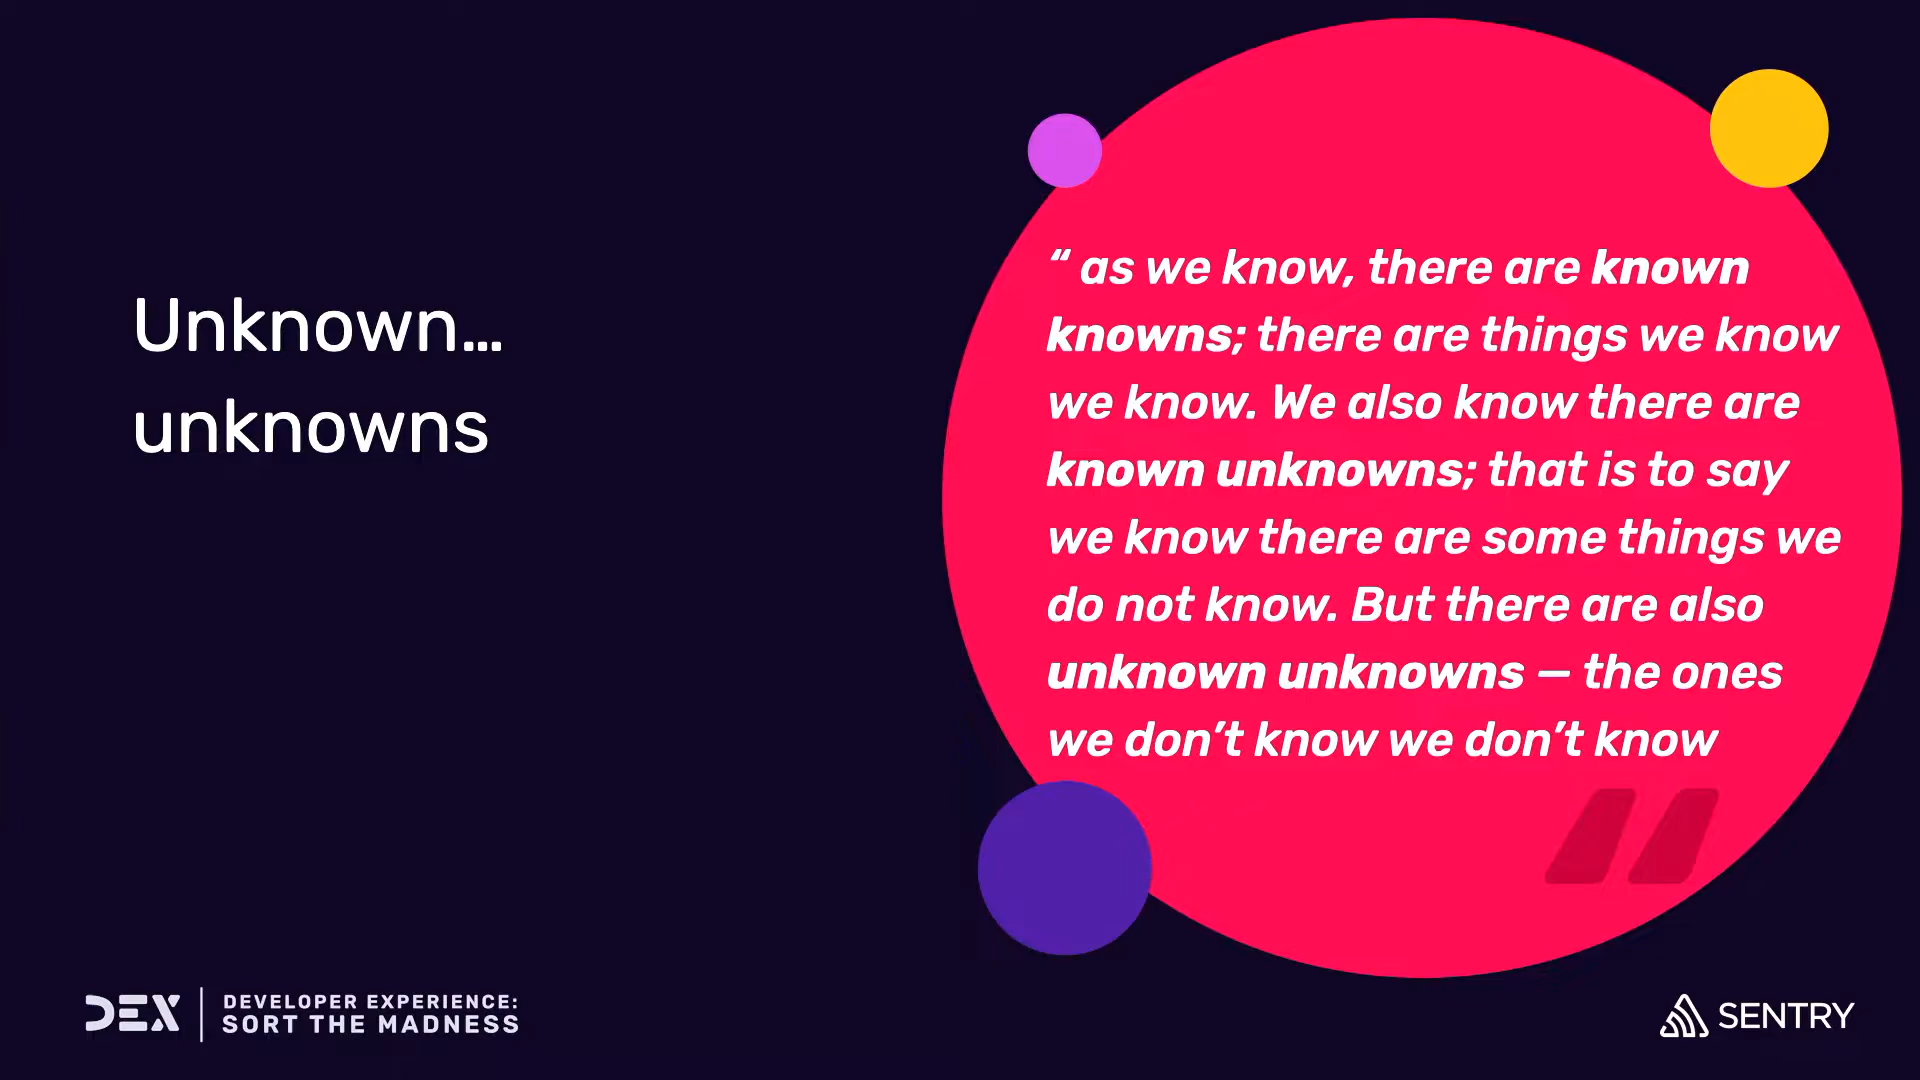 Unknown...
unknowns
“ as we know, there are known
knowns; there are things we know
we know. We also know there are
known unknowns; that is to say
we know there are some things we
do not know. But there are also
unknown unknowns — the ones
we don’t know we don’t know
"
DEX
DEVELOPER EXPERIENCE:
SORT THE MADNESS
SENTRY